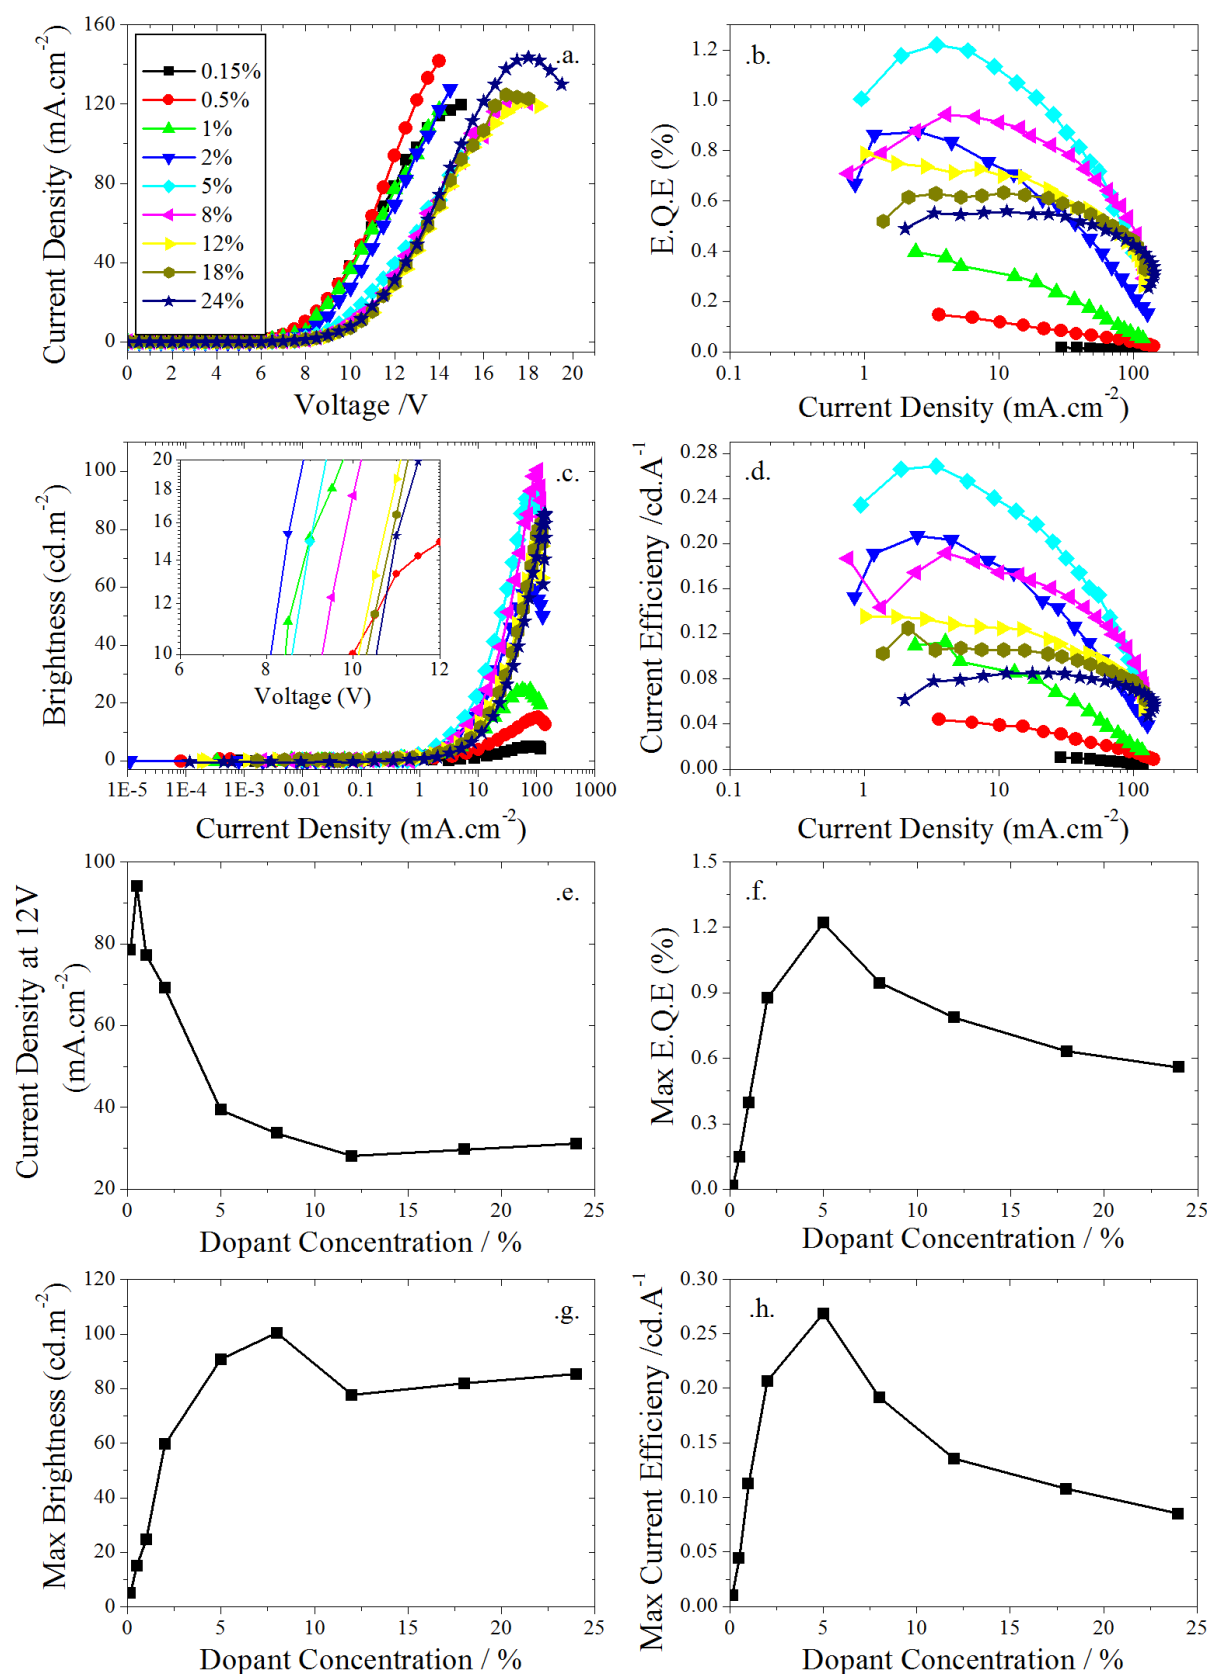 .a.
Current Density (mA.cm-2)
160
120
80
40
0
0.15%
0.5%
1%
2%
5%
8%
12%
18%
24%
0 2 4 6 8 10 12 14 16 18 20
Voltage /V
.b.
E.Q.E (%)
1.2
1.0
0.8
0.6
0.4
0.2
0.0
0.1 1 10 100
Current Density (mA.cm-2)
.c.
Brightness (cd.m-2)
100
80
60
40
20
0
20
18
16
14
12
10
6 8 10 12
Voltage (V)
1E-5 1E-4 1E-3 0.01 0.1 1 10 100 1000
Current Density (mA.cm-2)
.d.
Current Efficieny /cd.A-1
0.28
0.24
0.20
0.16
0.12
0.08
0.04
0.00
0.1 1 10 100
Current Density (mA.cm-2)
.e.
Current Density at 12V
(mA.cm-2)
100
80
60
40
20
0 5 10 15 20 25
Dopant Concentration / %
.f.
Max E.Q.E (%)
1.5
1.2
0.9
0.6
0.3
0.0
0 5 10 15 20 25
Dopant Concentration / %
.g.
Max Brightness (cd.m-2)
120
100
80
60
40
20
0
0 5 10 15 20 25
Dopant Concentration / %
.h.
Max Current Efficieny /cd.A-1
0.30
0.25
0.20
0.15
0.10
0.05
0.00
0 5 10 15 20 25
Dopant Concentration / %